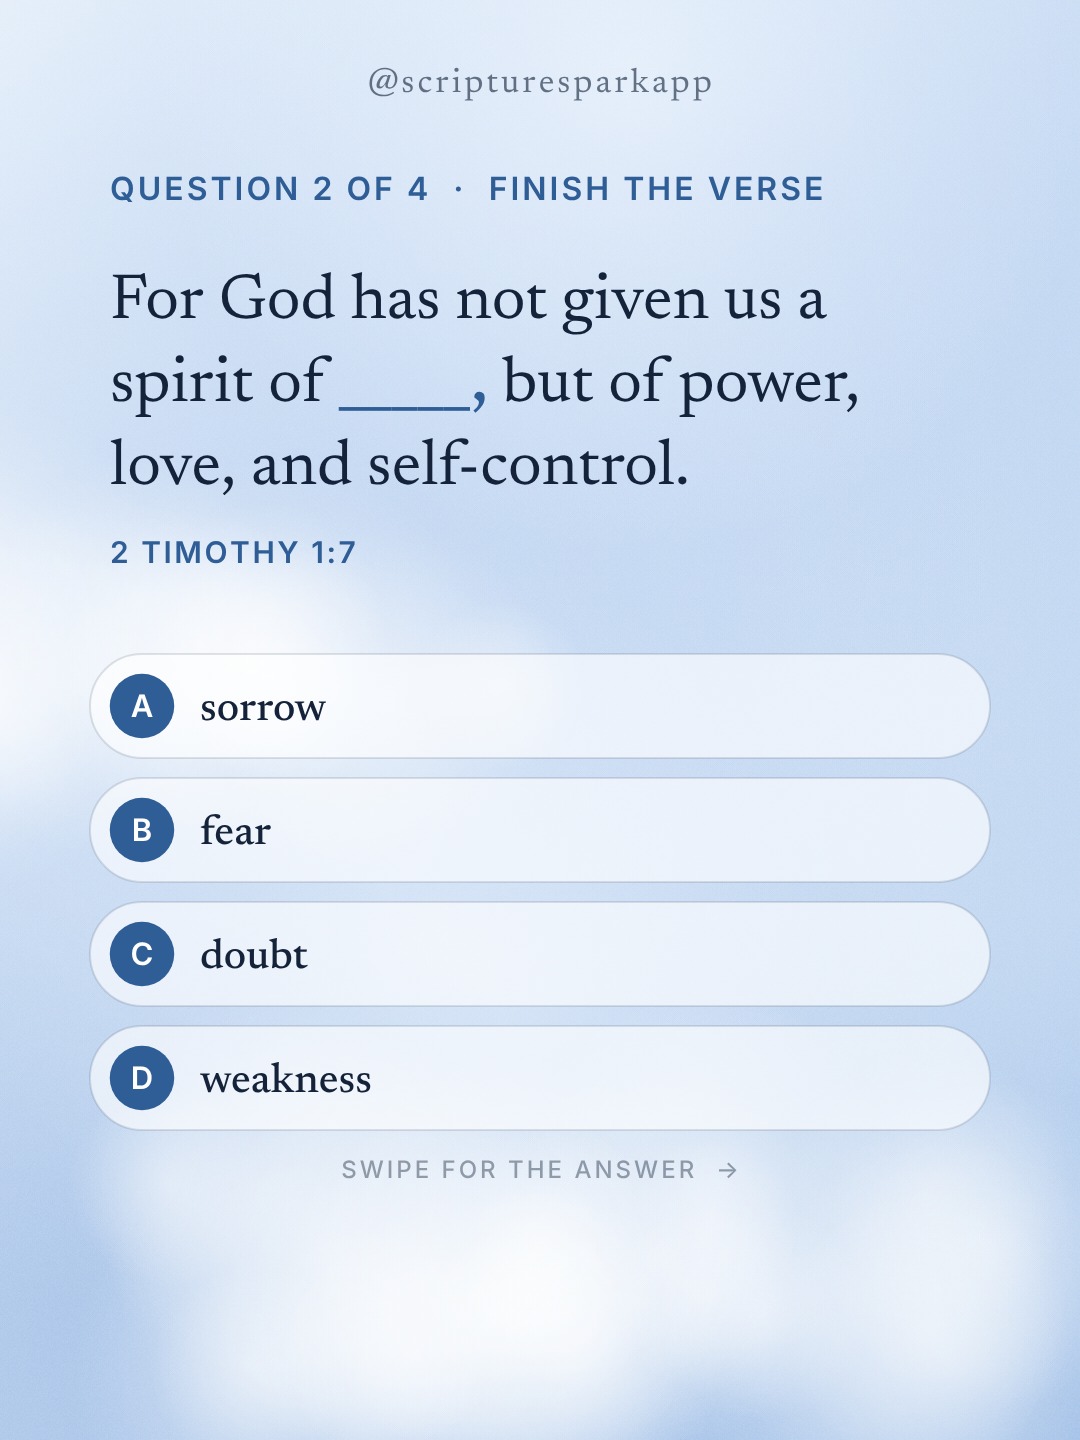 @scripturesparkapp
QUESTION 2 OF 4 · FINISH THE VERSE
For God has not given us a
spirit of _____, but of power,
love, and self-control.
2 TIMOTHY 1:7
A sorrow
B fear
C doubt
D weakness
SWIPE FOR THE ANSWER →